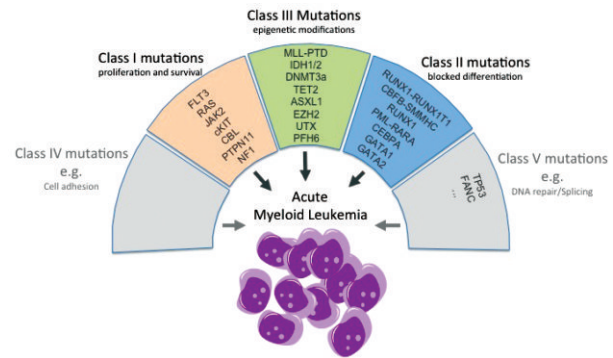 Class III Mutations
epigenetic modifications
Class I mutations
proliferation and survival
Class II mutations
blocked differentiation
Class IV mutations
e.g.
Cell adhesion
Class V mutations
e.g.
DNA repair/Splicing
FLT3
RAS
JAK2
cKIT
CBL
PTPN11
NF1
MLL-PTD
IDH1/2
DNMT3a
TET2
ASXL1
EZH2
UTX
PFH6
RUNX1-RUNX1T1
CBFB-SMMHC
RUNX1
PML-RARA
CEBPA
GATA1
GATA2
TP53
FANC
...
Acute
Myeloid Leukemia